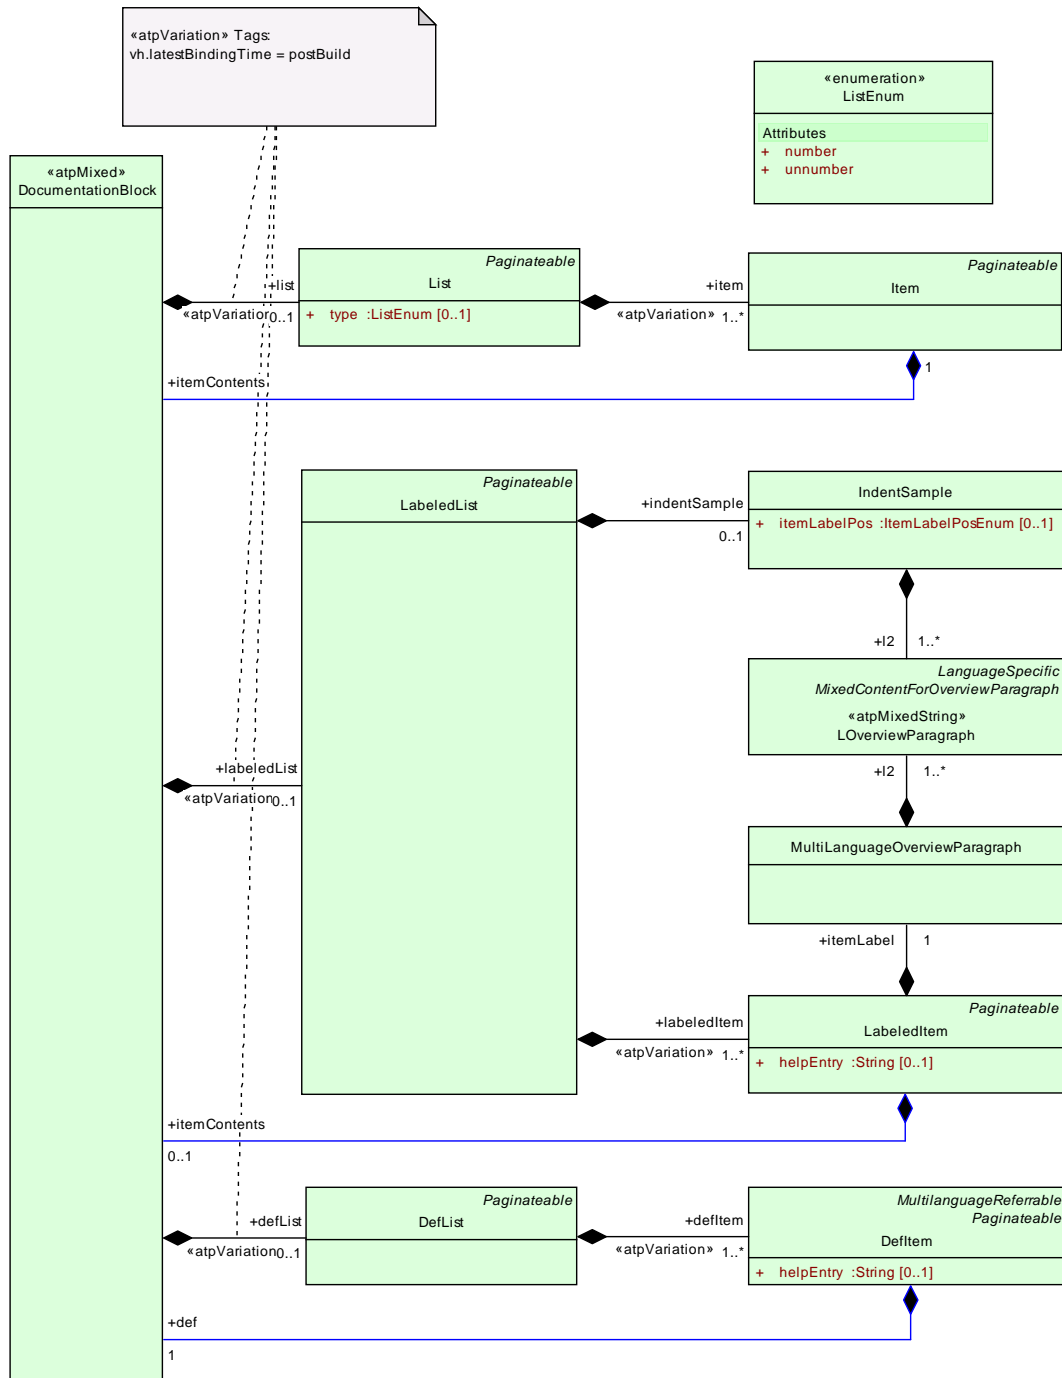 «atpVariation» Tags:
vh.latestBindingTime = postBuild
«enumeration»
ListEnum
Attributes
+ number
+ unnumber
«atpMixed»
DocumentationBlock
+list
«atpVariation
0..1
Paginateable
List
+ type :ListEnum [0..1]
+item
«atpVariation»
1..*
Paginateable
Item
1
+itemContents
Paginateable
LabeledList
+indentSample
0..1
IndentSample
+ itemLabelPos :ItemLabelPosEnum [0..1]
+l2
1..*
LanguageSpecific
MixedContentForOverviewParagraph
«atpMixedString»
LOverviewParagraph
+l2
1..*
+labeledList
«atpVariation
0..1
MultiLanguageOverviewParagraph
+itemLabel
1
+labeledItem
«atpVariation»
1..*
Paginateable
LabeledItem
+ helpEntry :String [0..1]
+itemContents
0..1
+defList
«atpVariation
0..1
Paginateable
DefList
+defItem
«atpVariation»
1..*
MultilanguageReferrable
Paginateable
DefItem
+ helpEntry :String [0..1]
+def
1